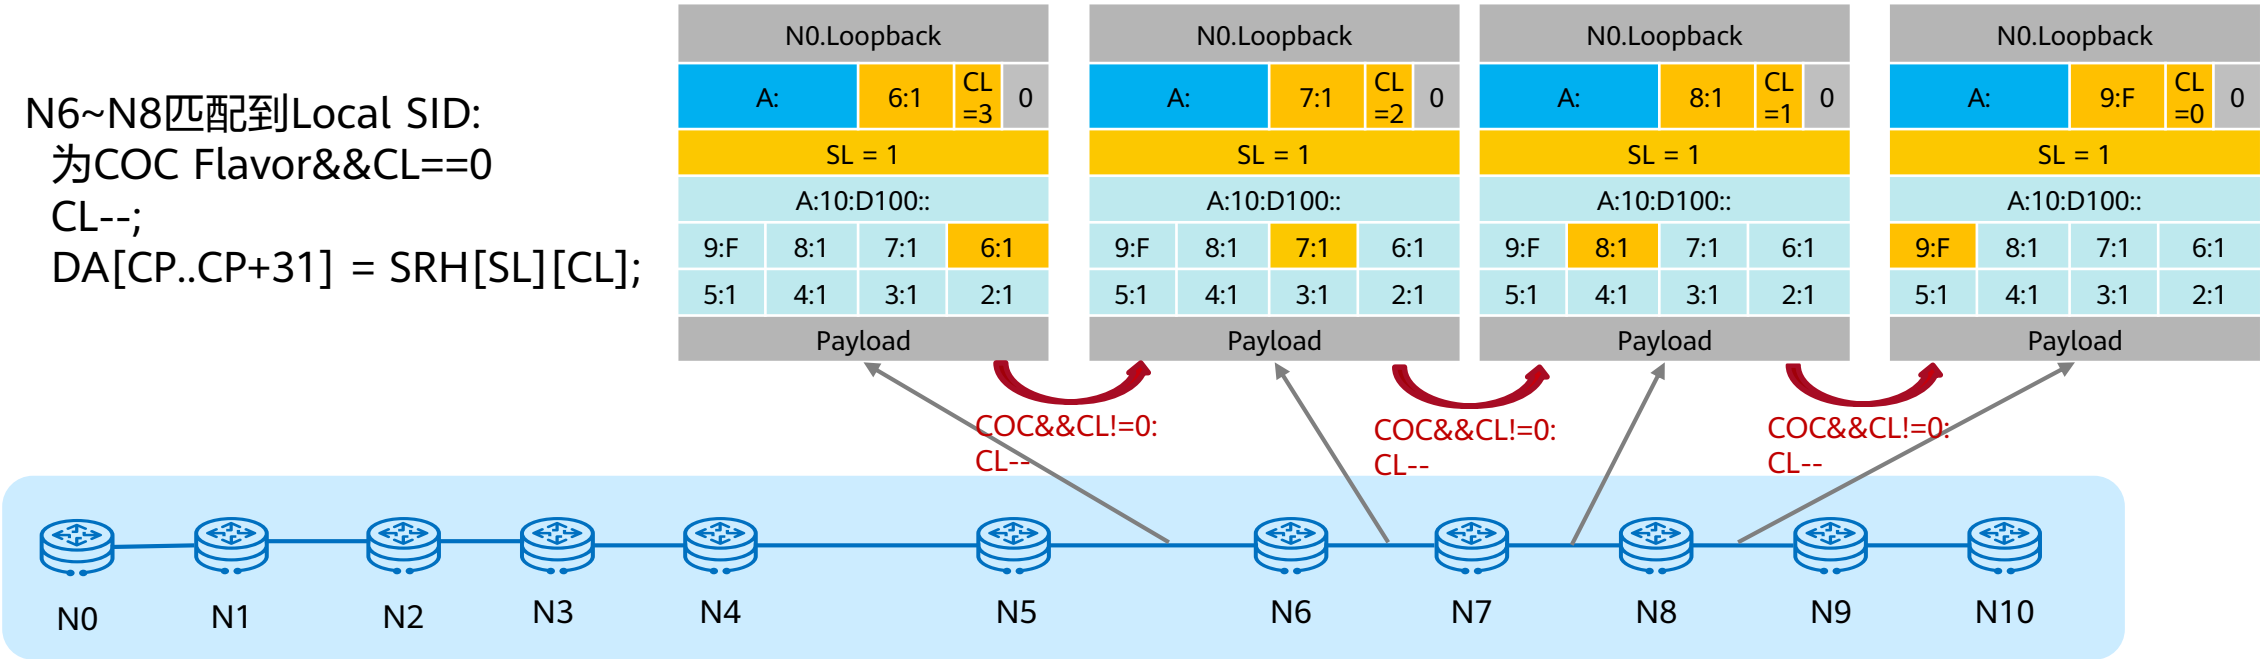 N6~N8匹配到Local SID:
为COC Flavor&&CL==0
CL--;
DA[CP..CP+31] = SRH[SL][CL];
N0.Loopback
A: 6:1 CL =3 0
SL = 1
A:10:D100::
9:F 8:1 7:1 6:1
5:1 4:1 3:1 2:1
Payload
N0.Loopback
A: 7:1 CL =2 0
SL = 1
A:10:D100::
9:F 8:1 7:1 6:1
5:1 4:1 3:1 2:1
Payload
N0.Loopback
A: 8:1 CL =1 0
SL = 1
A:10:D100::
9:F 8:1 7:1 6:1
5:1 4:1 3:1 2:1
Payload
N0.Loopback
A: 9:F CL =0 0
SL = 1
A:10:D100::
9:F 8:1 7:1 6:1
5:1 4:1 3:1 2:1
Payload
COC&&CL!=0:
CL--
COC&&CL!=0:
CL--
COC&&CL!=0:
CL--
N0 N1 N2 N3 N4 N5 N6 N7 N8 N9 N10